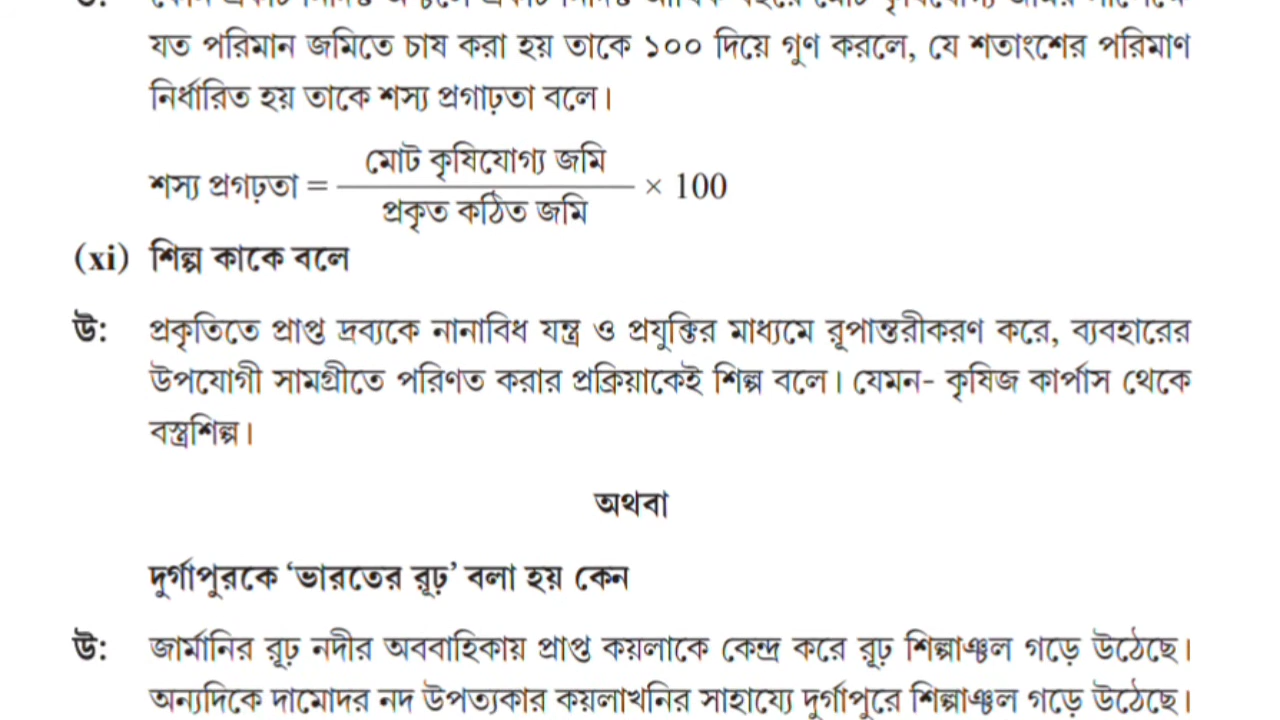 যত পরিমান জমিতে চাষ করা হয় তাকে ১০০ দিয়ে গুণ করলে, যে শতাংশের পরিমাণ
নির্ধারিত হয় তাকে শস্য প্রগাঢ়তা বলে।
শস্য প্রগঢ়তা = মোট কৃষিযোগ্য জমি / প্রকৃত কঠিত জমি × 100
(xi) শিল্প কাকে বলে
উ: প্রকৃতিতে প্রাপ্ত দ্রব্যকে নানাবিধ যন্ত্র ও প্রযুক্তির মাধ্যমে রূপান্তরীকরণ করে, ব্যবহারের
উপযোগী সামগ্রীতে পরিণত করার প্রক্রিয়াকেই শিল্প বলে। যেমন- কৃষিজ কার্পাস থেকে
বস্ত্রশিল্প।
অথবা
দুর্গাপুরকে ‘ভারতের রূঢ়’ বলা হয় কেন
উ: জার্মানির রূঢ় নদীর অববাহিকায় প্রাপ্ত কয়লাকে কেন্দ্র করে রূঢ় শিল্পাঞ্চল গড়ে উঠেছে।
অন্যদিকে দামোদর নদ উপত্যকার কয়লাখনির সাহায্যে দুর্গাপুরে শিল্পাঞ্চল গড়ে উঠেছে।